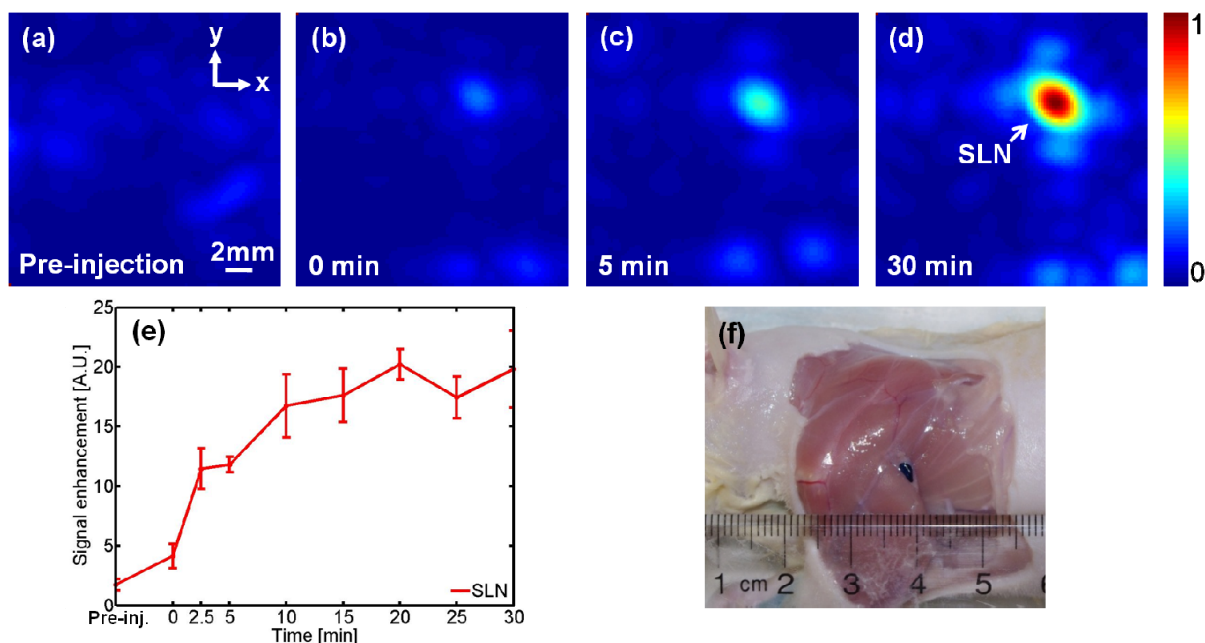 (a)
y
x
2mm
Pre-injection
(b)
0 min
(c)
5 min
(d)
SLN
30 min
1
0
(e)
Signal enhancement [A.U.]
25
20
15
10
5
0
SLN
Pre-inj. 0 2.5 5 10 15 20 25 30
Time [min]
(f)
1 cm 2 3 4 5 6